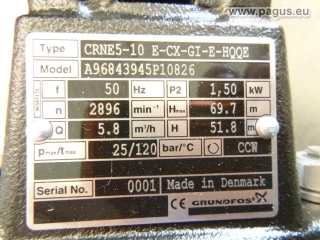 © www.pagus.eu
Type CRNE5-10 E-CX-GI-E-HQQE
Model A96843945P10826
f 50 Hz P2 1,50 kW
n 2896 min⁻¹ Hmax 69.7 m
Q 5.8 m³/h H 51.8 m
pmax/tmax 25/120 bar/°C CCW
Serial No. 0001 Made in Denmark
CE GRUNDFOS